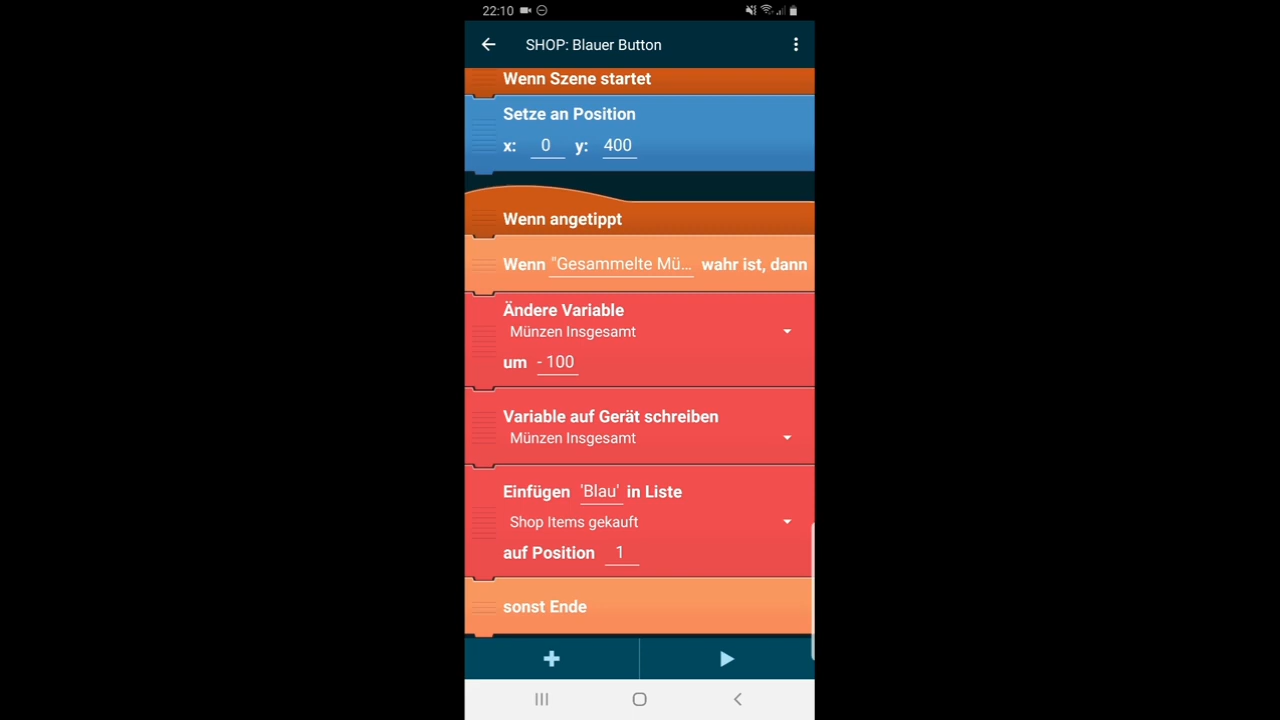 22:10
SHOP: Blauer Button
Wenn Szene startet
Setze an Position
x: 0 y: 400
Wenn angetippt
Wenn "Gesammelte Mü... wahr ist, dann
Ändere Variable
Münzen Insgesamt
um - 100
Variable auf Gerät schreiben
Münzen Insgesamt
Einfügen 'Blau' in Liste
Shop Items gekauft
auf Position 1
sonst Ende